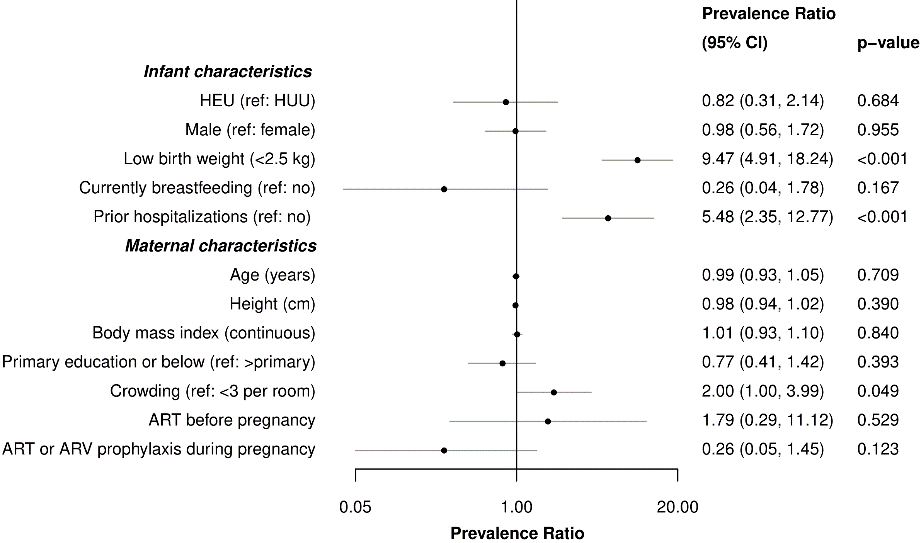 Prevalence Ratio
(95% CI) p−value
Infant characteristics
HEU (ref: HUU) 0.82 (0.31, 2.14) 0.684
Male (ref: female) 0.98 (0.56, 1.72) 0.955
Low birth weight (<2.5 kg) 9.47 (4.91, 18.24) <0.001
Currently breastfeeding (ref: no) 0.26 (0.04, 1.78) 0.167
Prior hospitalizations (ref: no) 5.48 (2.35, 12.77) <0.001
Maternal characteristics
Age (years) 0.99 (0.93, 1.05) 0.709
Height (cm) 0.98 (0.94, 1.02) 0.390
Body mass index (continuous) 1.01 (0.93, 1.10) 0.840
Primary education or below (ref: >primary) 0.77 (0.41, 1.42) 0.393
Crowding (ref: <3 per room) 2.00 (1.00, 3.99) 0.049
ART before pregnancy 1.79 (0.29, 11.12) 0.529
ART or ARV prophylaxis during pregnancy 0.26 (0.05, 1.45) 0.123
0.05 1.00 20.00
Prevalence Ratio